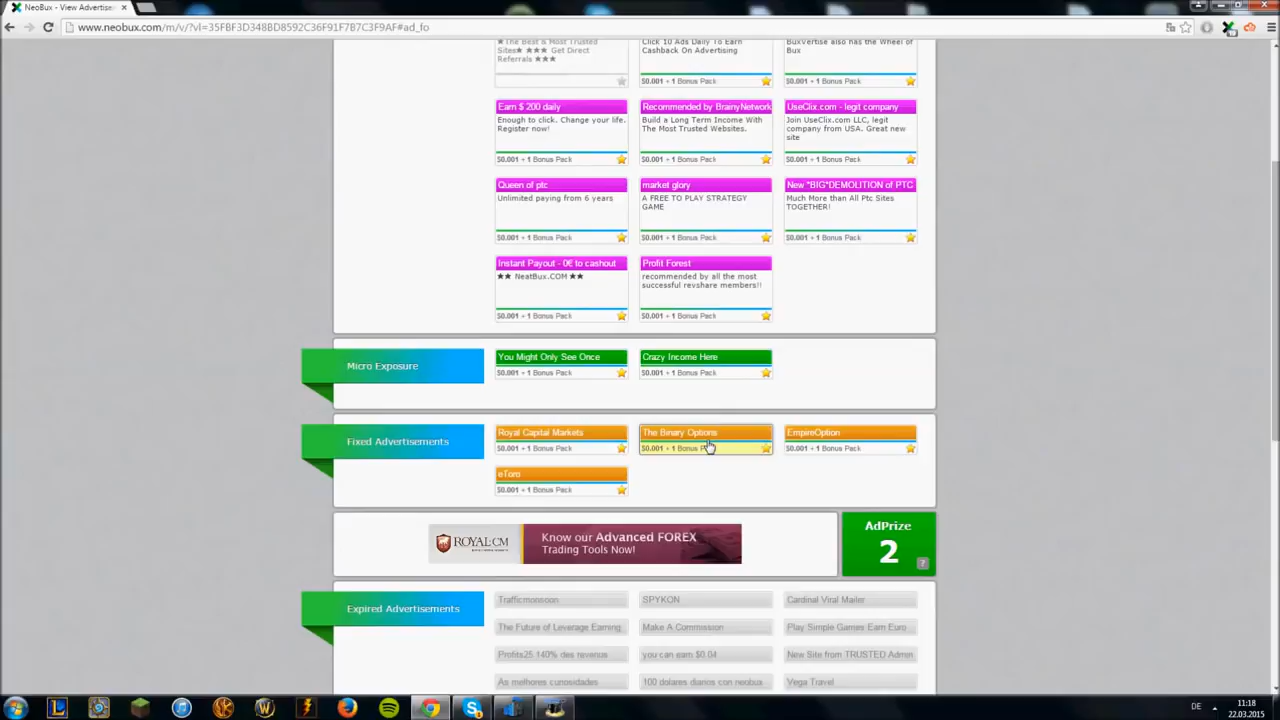 NeoBux - View Advertise
www.neobux.com/m/v/?vl=35FBF3D348BD8592C36F91F7B7C3F9AF#ad_fo
★The Best & Most Trusted
Sites★ ★★★ Get Direct
Referrals ★★★
Click 10 Ads Daily To Earn
Cashback On Advertising
$0.001 + 1 Bonus Pack
BuxVertise also has the Wheel of
Bux
$0.001 + 1 Bonus Pack
Earn $ 200 daily
Enough to click. Change your life.
Register now!
$0.001 + 1 Bonus Pack
Recommended by BrainyNetwork
Build a Long Term Income With
The Most Trusted Websites.
$0.001 + 1 Bonus Pack
UseClix.com - legit company
Join UseClix.com LLC, legit
company from USA. Great new
site
$0.001 + 1 Bonus Pack
Queen of ptc
Unlimited paying from 6 years
$0.001 + 1 Bonus Pack
market glory
A FREE TO PLAY STRATEGY
GAME
$0.001 + 1 Bonus Pack
New "BIG"DEMOLITION of PTC
Much More than All Ptc Sites
TOGETHER!
$0.001 + 1 Bonus Pack
Instant Payout - 0€ to cashout
★★ NeatBux.COM ★★
$0.001 + 1 Bonus Pack
Profit Forest
recommended by all the most
successful revshare members!!
$0.001 + 1 Bonus Pack
Micro Exposure
You Might Only See Once
$0.001 + 1 Bonus Pack
Crazy Income Here
$0.001 + 1 Bonus Pack
Fixed Advertisements
Royal Capital Markets
$0.001 + 1 Bonus Pack
The Binary Options
$0.001 + 1 Bonus P
EmpireOption
$0.001 + 1 Bonus Pack
eToro
$0.001 + 1 Bonus Pack
ROYALCM
Know our Advanced FOREX
Trading Tools Now!
AdPrize
2
?
Expired Advertisements
Trafficmonsoon
SPYKON
Cardinal Viral Mailer
The Future of Leverage Earning
Make A Commission
Play Simple Games Earn Euro
Profits25 140% des revenus
you can earn $0.04
New Site from TRUSTED Admin
As melhores curiosidades
100 dolares diarios con neobux
Vega Travel
DE
11:18
22.03.2015